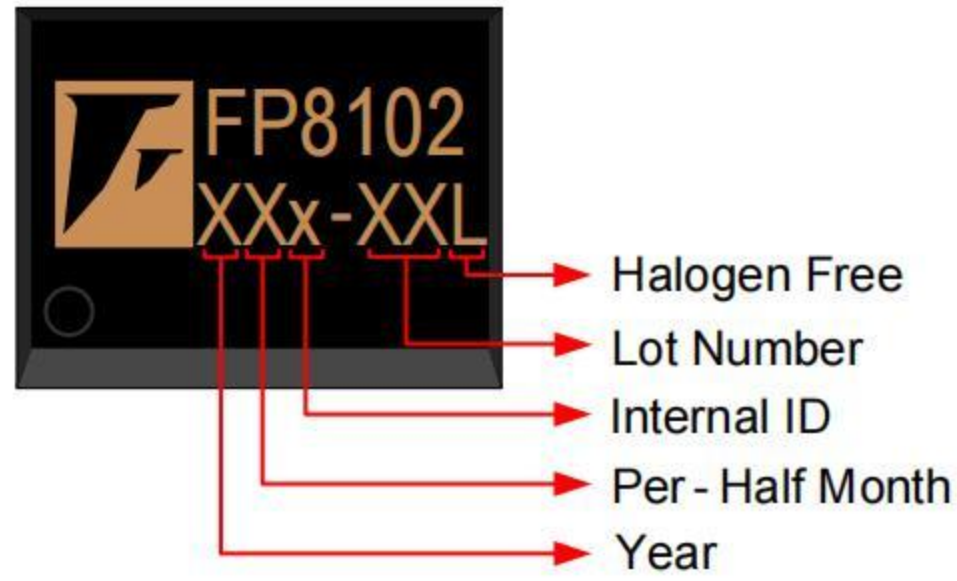 FP8102
XXx-XXL
Halogen Free
Lot Number
Internal ID
Per-Half Month
Year